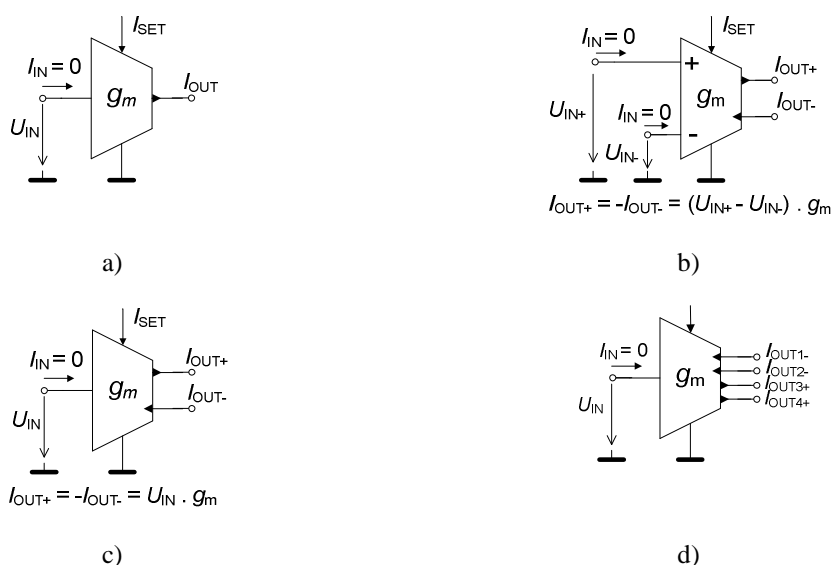 I_SET
I_IN = 0
g_m
I_OUT
U_IN
a)
I_SET
I_IN = 0
I_OUT+
+
g_m
I_OUT-
U_IN+
I_IN = 0
-
U_IN-
I_OUT+ = -I_OUT- = (U_IN+ - U_IN-) . g_m
b)
I_SET
I_IN = 0
I_OUT+
g_m
I_OUT-
U_IN
I_OUT+ = -I_OUT- = U_IN . g_m
c)
I_IN = 0
g_m
I_OUT1-
I_OUT2-
I_OUT3+
I_OUT4+
U_IN
d)